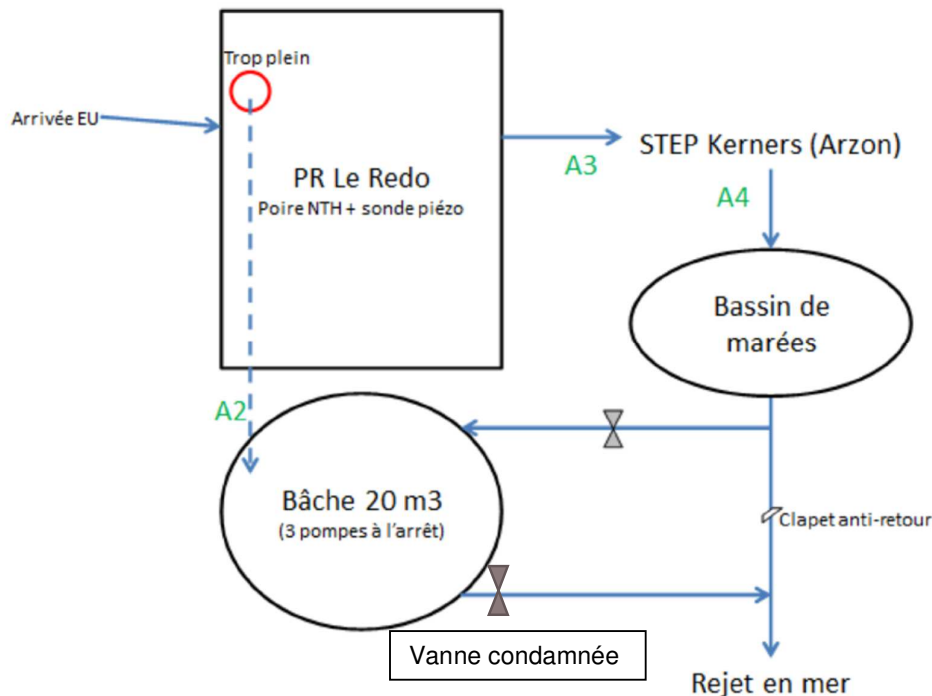 Trop plein
Arrivée EU
PR Le Redo
Poire NTH + sonde piézo
A3
STEP Kerners (Arzon)
A4
Bassin de
marées
A2
Bâche 20 m3
(3 pompes à l'arrêt)
Clapet anti-retour
Vanne condamnée
Rejet en mer